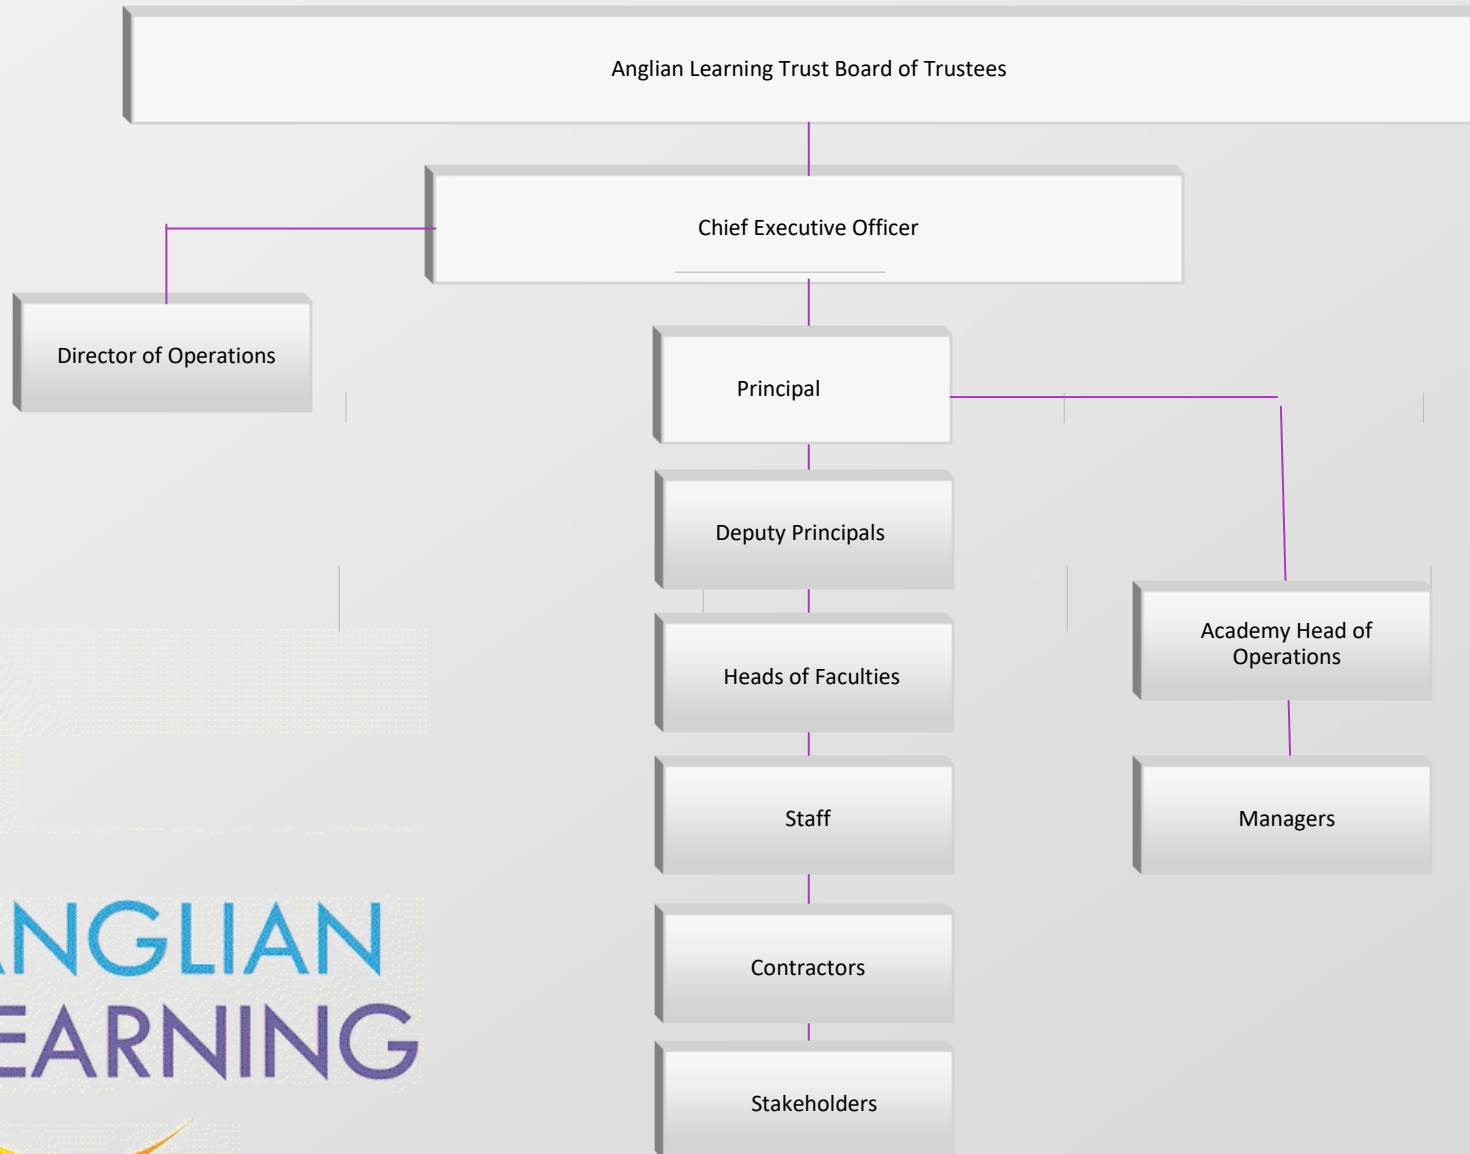 Anglian Learning Trust Board of Trustees
Chief Executive Officer
Director of Operations
Principal
Deputy Principals
Academy Head of
Operations
Heads of Faculties
Staff
Managers
Contractors
Stakeholders
ANGLIAN
EARNING